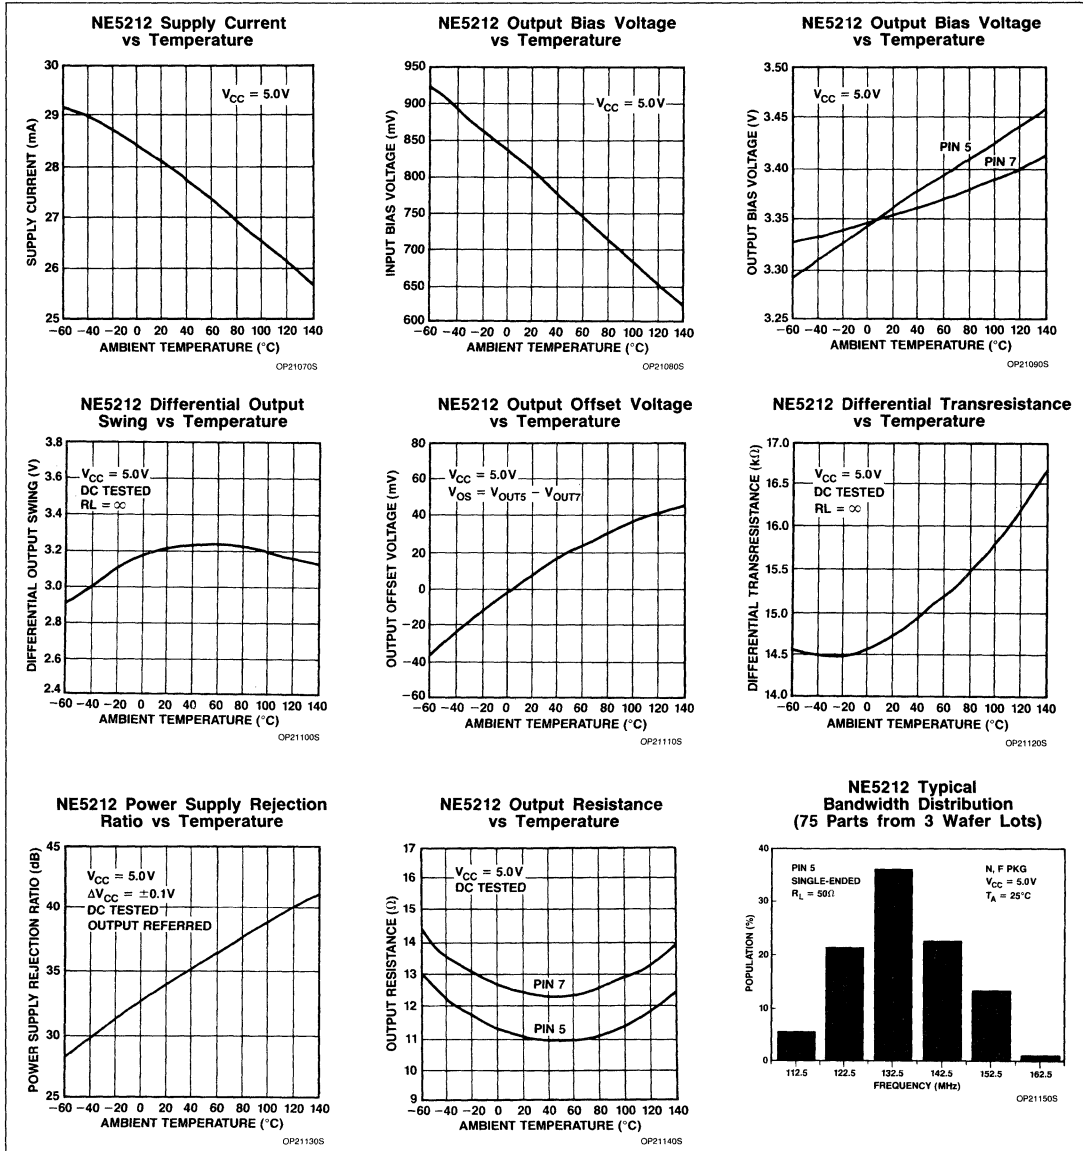 NE5212 Supply Current
vs Temperature
30
29
28
27
26
25
SUPPLY CURRENT (mA)
V_CC = 5.0V
−60 −40 −20 0 20 40 60 80 100 120 140
AMBIENT TEMPERATURE (°C)
OP21070S
NE5212 Output Bias Voltage
vs Temperature
950
900
850
800
750
700
650
600
INPUT BIAS VOLTAGE (mV)
V_CC = 5.0V
−60 −40 −20 0 20 40 60 80 100 120 140
AMBIENT TEMPERATURE (°C)
OP21080S
NE5212 Output Bias Voltage
vs Temperature
3.50
3.45
3.40
3.35
3.30
3.25
OUTPUT BIAS VOLTAGE (V)
V_CC = 5.0V
PIN 5
PIN 7
−60 −40 −20 0 20 40 60 80 100 120 140
AMBIENT TEMPERATURE (°C)
OP21090S
NE5212 Differential Output
Swing vs Temperature
3.8
3.6
3.4
3.2
3.0
2.8
2.6
2.4
DIFFERENTIAL OUTPUT SWING (V)
V_CC = 5.0V
DC TESTED
RL = ∞
−60 −40 −20 0 20 40 60 80 100 120 140
AMBIENT TEMPERATURE (°C)
OP21100S
NE5212 Output Offset Voltage
vs Temperature
80
60
40
20
0
−20
−40
−60
OUTPUT OFFSET VOLTAGE (mV)
V_CC = 5.0V
V_OS = V_OUT5 − V_OUT7
−60 −40 −20 0 20 40 60 80 100 120 140
AMBIENT TEMPERATURE (°C)
OP21110S
NE5212 Differential Transresistance
vs Temperature
17.0
16.5
16.0
15.5
15.0
14.5
14.0
DIFFERENTIAL TRANSRESISTANCE (kΩ)
V_CC = 5.0V
DC TESTED
RL = ∞
−60 −40 −20 0 20 40 60 80 100 120 140
AMBIENT TEMPERATURE (°C)
OP21120S
NE5212 Power Supply Rejection
Ratio vs Temperature
45
40
35
30
25
POWER SUPPLY REJECTION RATIO (dB)
V_CC = 5.0V
ΔV_CC = ±0.1V
DC TESTED
OUTPUT REFERRED
−60 −40 −20 0 20 40 60 80 100 120 140
AMBIENT TEMPERATURE (°C)
OP21130S
NE5212 Output Resistance
vs Temperature
17
16
15
14
13
12
11
10
9
OUTPUT RESISTANCE (Ω)
V_CC = 5.0V
DC TESTED
PIN 7
PIN 5
−60 −40 −20 0 20 40 60 80 100 120 140
AMBIENT TEMPERATURE (°C)
OP21140S
NE5212 Typical
Bandwidth Distribution
(75 Parts from 3 Wafer Lots)
40
30
20
10
0
POPULATION (%)
PIN 5
SINGLE-ENDED
R_L = 50Ω
N, F PKG
V_CC = 5.0V
T_A = 25°C
112.5 122.5 132.5 142.5 152.5 162.5
FREQUENCY (MHz)
OP21150S